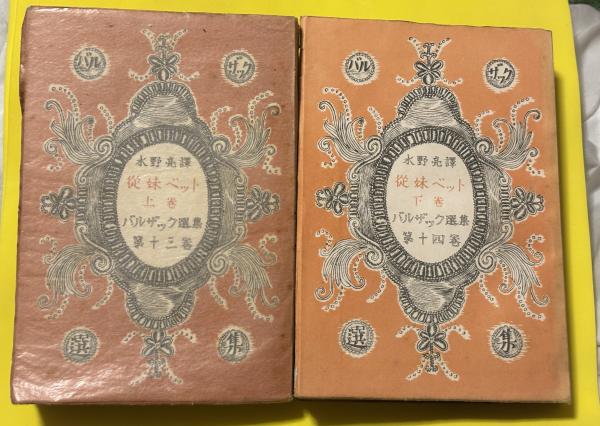 バル
ザック
水野亮譯
従妹ベット
上巻
バルザック選集
第十三巻
選
集
バル
ザック
水野亮譯
従妹ベット
下巻
バルザック選集
第十四巻
選
集